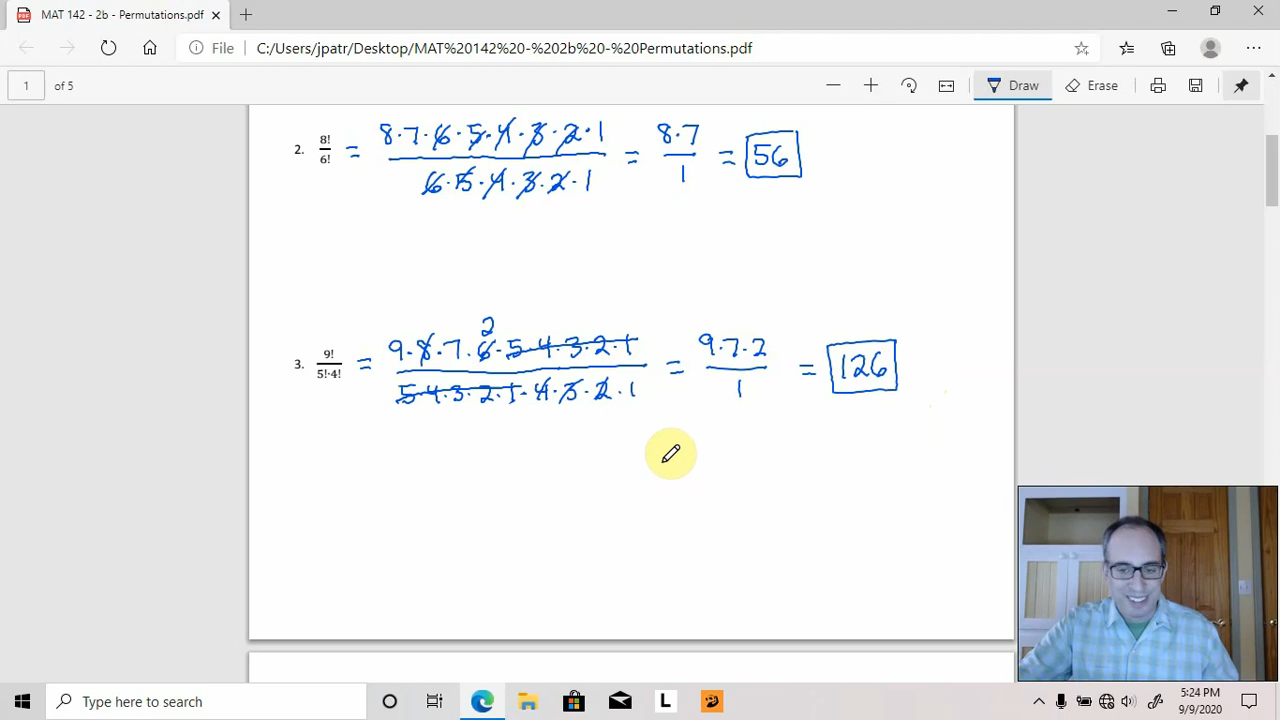 MAT 142 - 2b - Permutations.pdf
File
C:/Users/jpatr/Desktop/MAT%20142%20-%202b%20-%20Permutations.pdf
1 of 5
Draw
Erase
2. 8!/6! = 8·7·6·5·4·3·2·1 / 6·5·4·3·2·1 = 8·7/1 = 56
2
3. 9!/5!·4! = 9·8·7·6·5·4·3·2·1 / 5·4·3·2·1·4·3·2·1 = 9·7·2/1 = 126
Type here to search
L
5:24 PM
9/9/2020